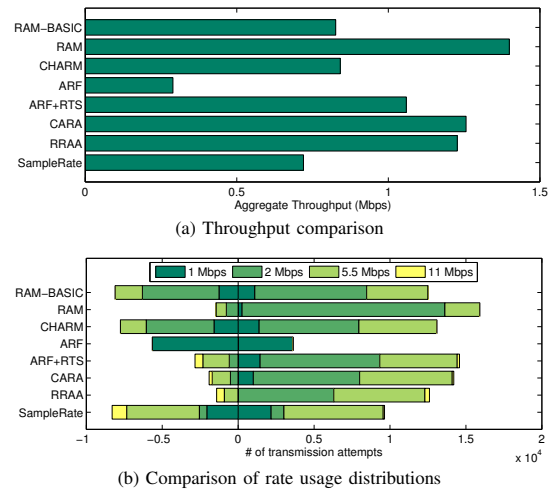 RAM-BASIC
RAM
CHARM
ARF
ARF+RTS
CARA
RRAA
SampleRate
0 0.5 1 1.5
Aggregate Throughput (Mbps)
(a) Throughput comparison
1 Mbps 2 Mbps 5.5 Mbps 11 Mbps
RAM-BASIC
RAM
CHARM
ARF
ARF+RTS
CARA
RRAA
SampleRate
−1 −0.5 0 0.5 1 1.5 2
# of transmission attempts
x 10⁴
(b) Comparison of rate usage distributions